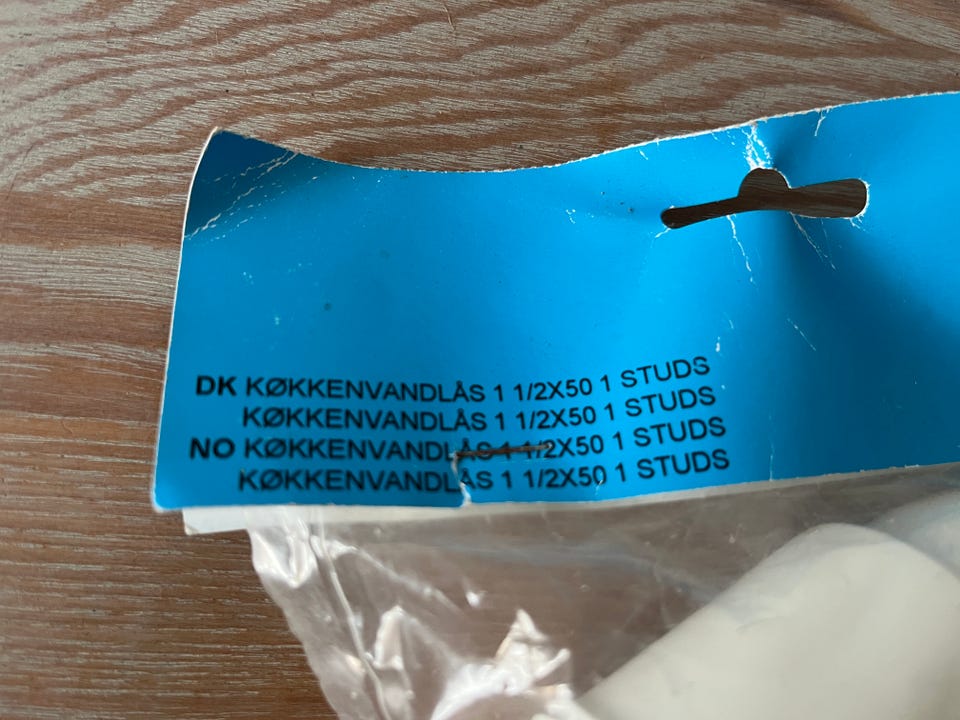 DK KØKKENVANDLÅS 1 1/2X50 1 STUDS
KØKKENVANDLÅS 1 1/2X50 1 STUDS
NO KØKKENVANDLÅS 1 1/2X50 1 STUDS
KØKKENVANDLÅS 1 1/2X50 1 STUDS